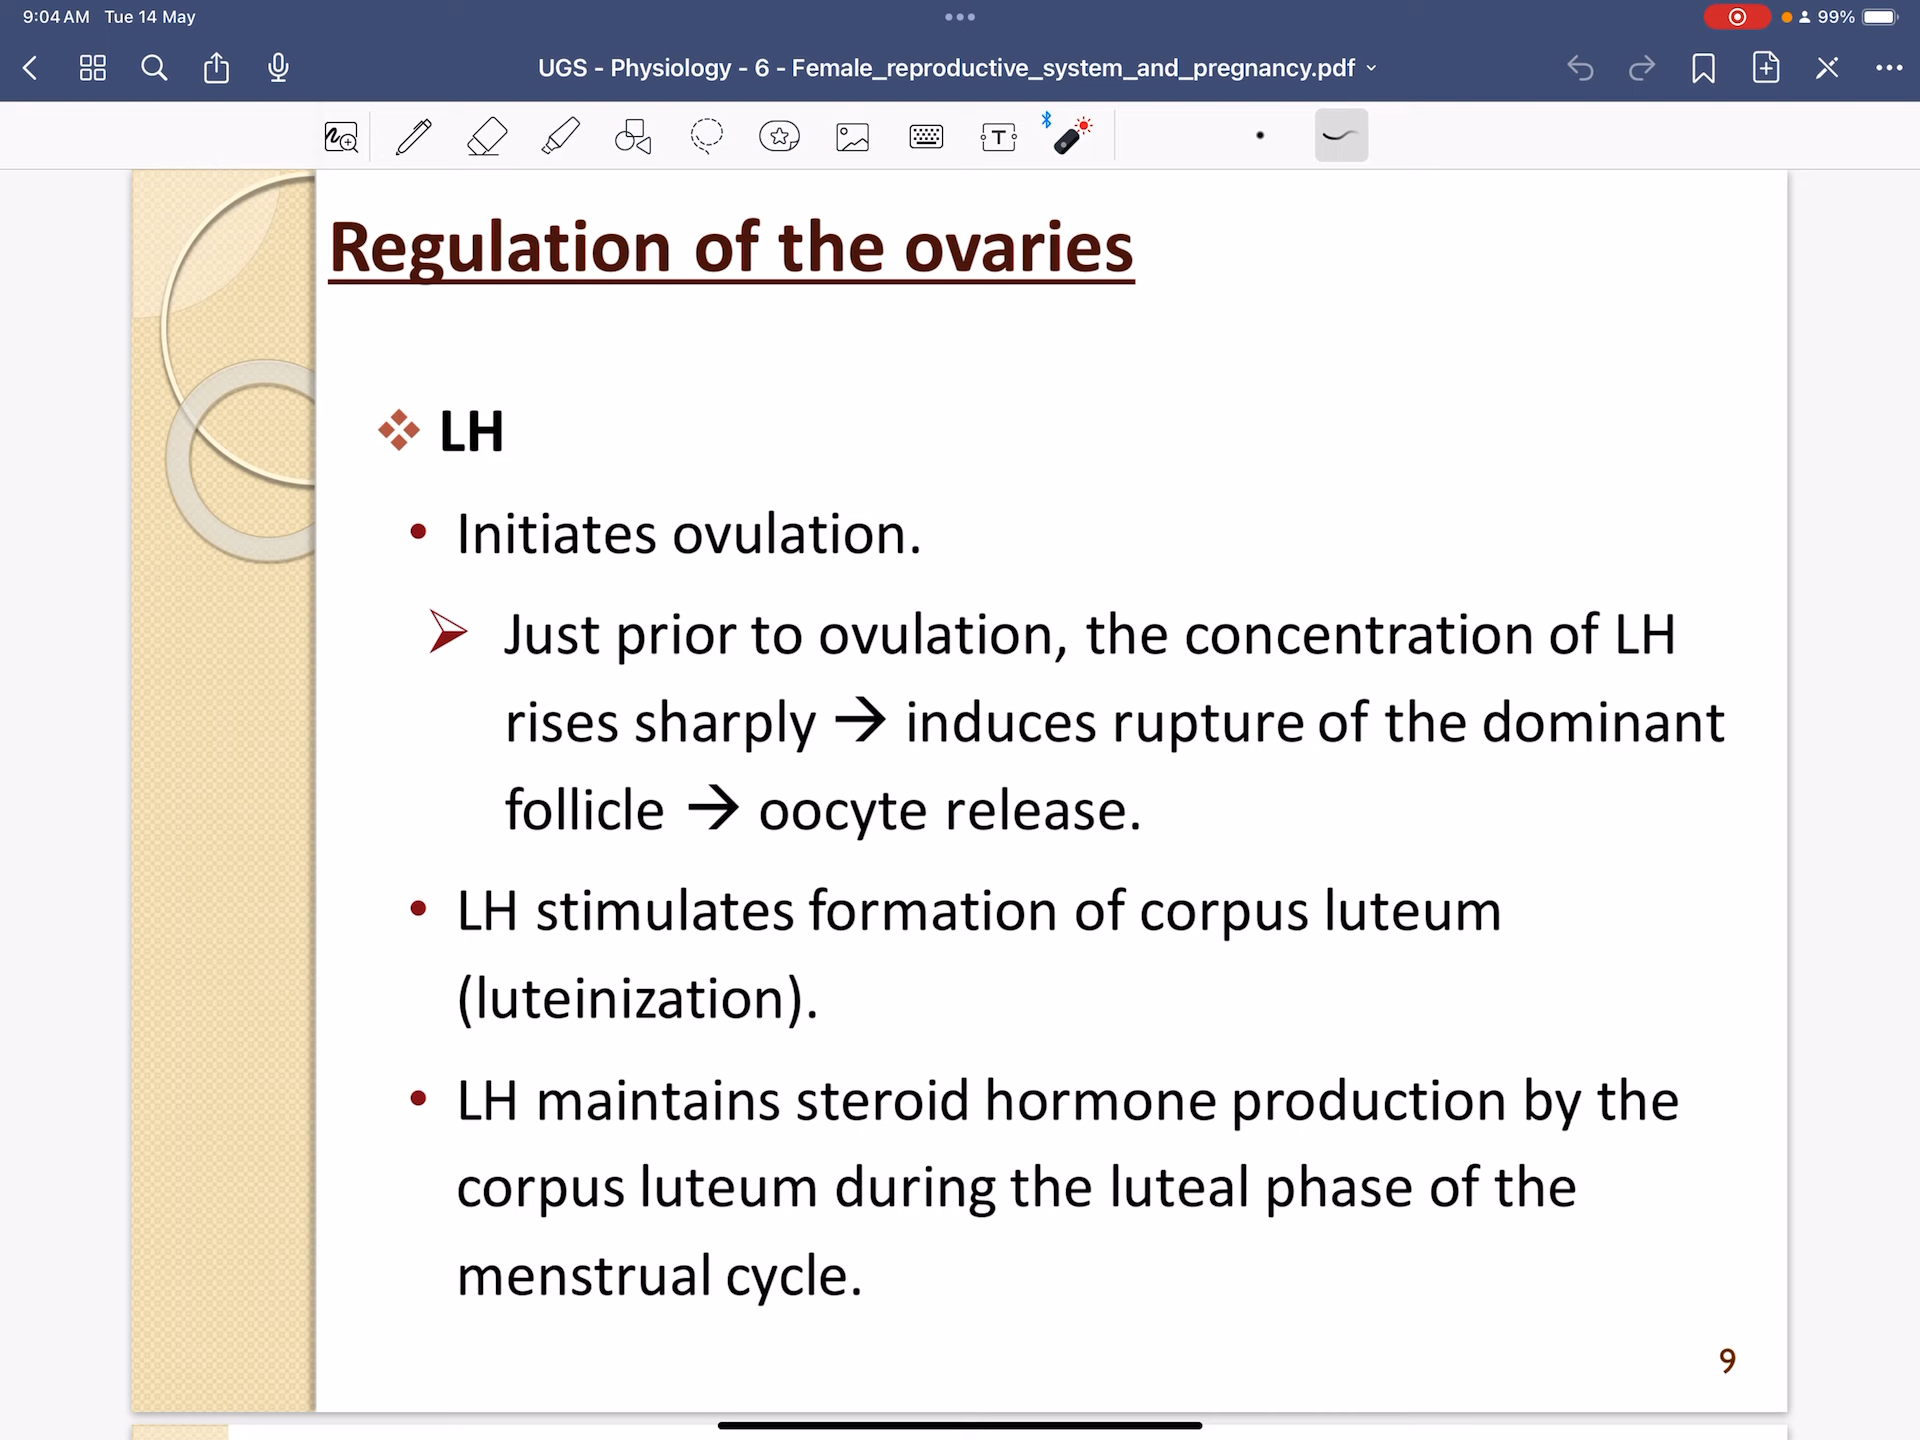 9:04 AM Tue 14 May
99%
UGS - Physiology - 6 - Female_reproductive_system_and_pregnancy.pdf
T
Regulation of the ovaries
❖ LH
• Initiates ovulation.
➢ Just prior to ovulation, the concentration of LH
rises sharply → induces rupture of the dominant
follicle → oocyte release.
• LH stimulates formation of corpus luteum
(luteinization).
• LH maintains steroid hormone production by the
corpus luteum during the luteal phase of the
menstrual cycle.
9